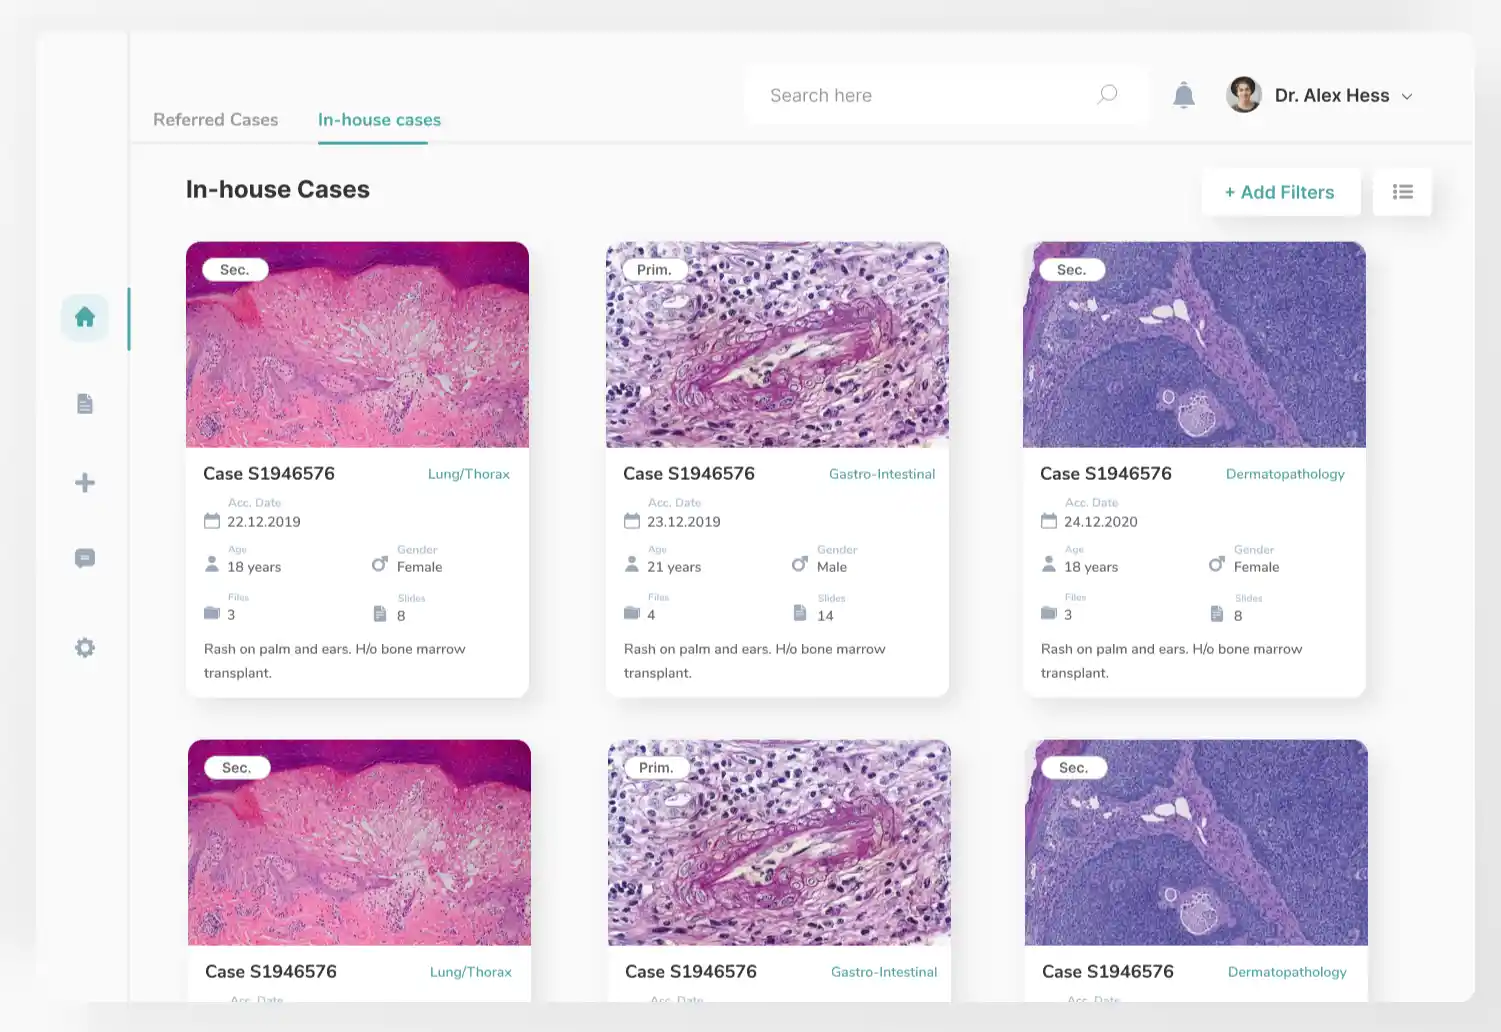 Search here
Dr. Alex Hess
Referred Cases
In-house cases
In-house Cases
+ Add Filters
Sec.
Case S1946576
Lung/Thorax
Acc. Date
22.12.2019
Age
18 years
Gender
Female
Files
3
Slides
8
Rash on palm and ears. H/o bone marrow
transplant.
Prim.
Case S1946576
Gastro-Intestinal
Acc. Date
23.12.2019
Age
21 years
Gender
Male
Files
4
Slides
14
Rash on palm and ears. H/o bone marrow
transplant.
Sec.
Case S1946576
Dermatopathology
Acc. Date
24.12.2020
Age
18 years
Gender
Female
Files
3
Slides
8
Rash on palm and ears. H/o bone marrow
transplant.
Sec.
Case S1946576
Lung/Thorax
Acc. Date
Prim.
Case S1946576
Gastro-Intestinal
Acc. Date
Sec.
Case S1946576
Dermatopathology
Acc. Date